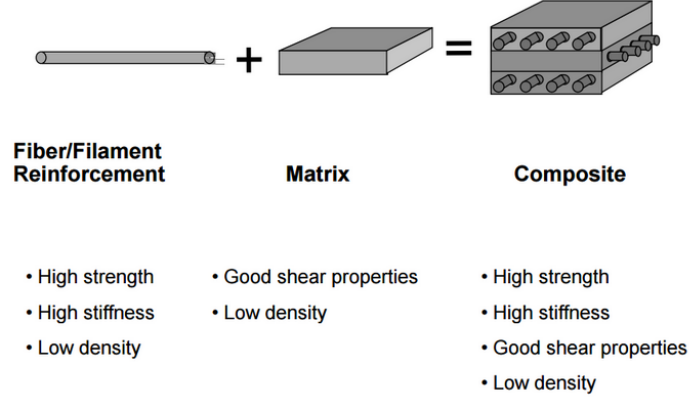 + =
Fiber/Filament
Reinforcement
Matrix
Composite
• High strength
• High stiffness
• Low density
• Good shear properties
• Low density
• High strength
• High stiffness
• Good shear properties
• Low density